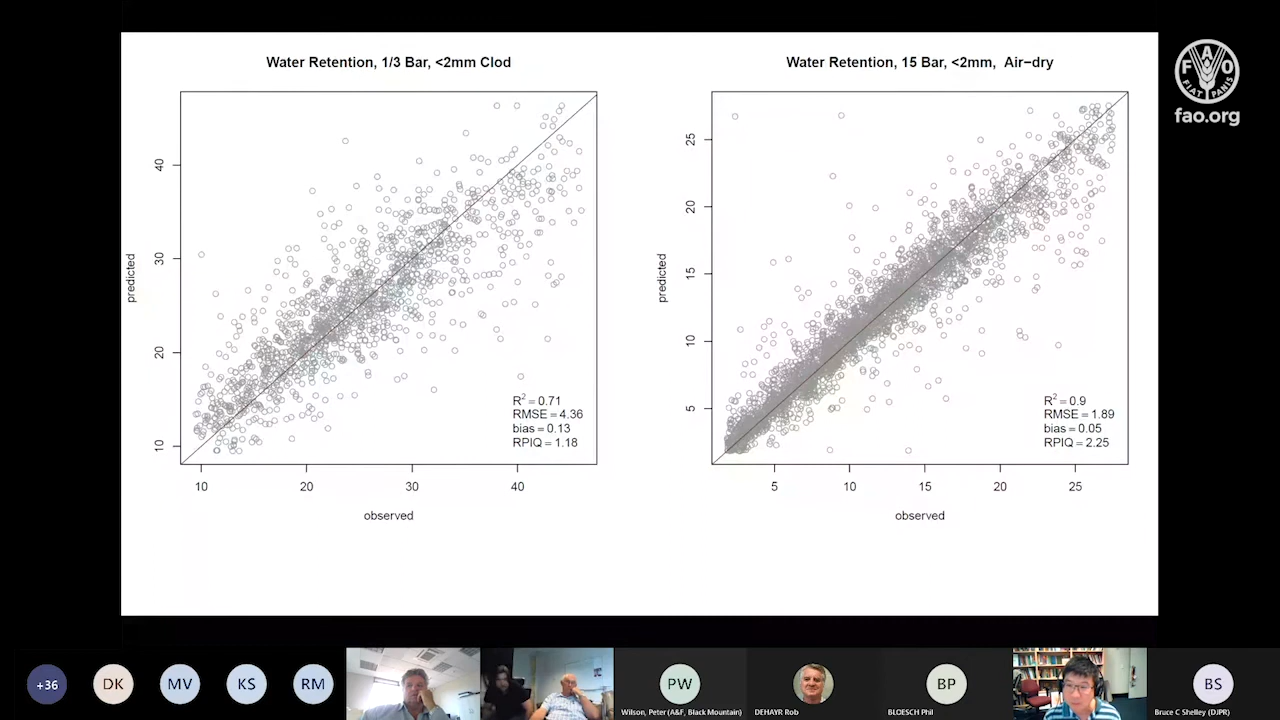 Water Retention, 1/3 Bar, <2mm Clod
predicted
40
30
20
10
R² = 0.71
RMSE = 4.36
bias = 0.13
RPIQ = 1.18
10 20 30 40
observed
Water Retention, 15 Bar, <2mm, Air−dry
predicted
25
20
15
10
5
R² = 0.9
RMSE = 1.89
bias = 0.05
RPIQ = 2.25
5 10 15 20 25
observed
F A O
FIAT PANIS
fao.org
+36
DK
MV
KS
RM
PW
Wilson, Peter (A&F, Black Mountain)
DEHAYR Rob
BP
BLOESCH Phil
BS
Bruce C Shelley (DJPR)